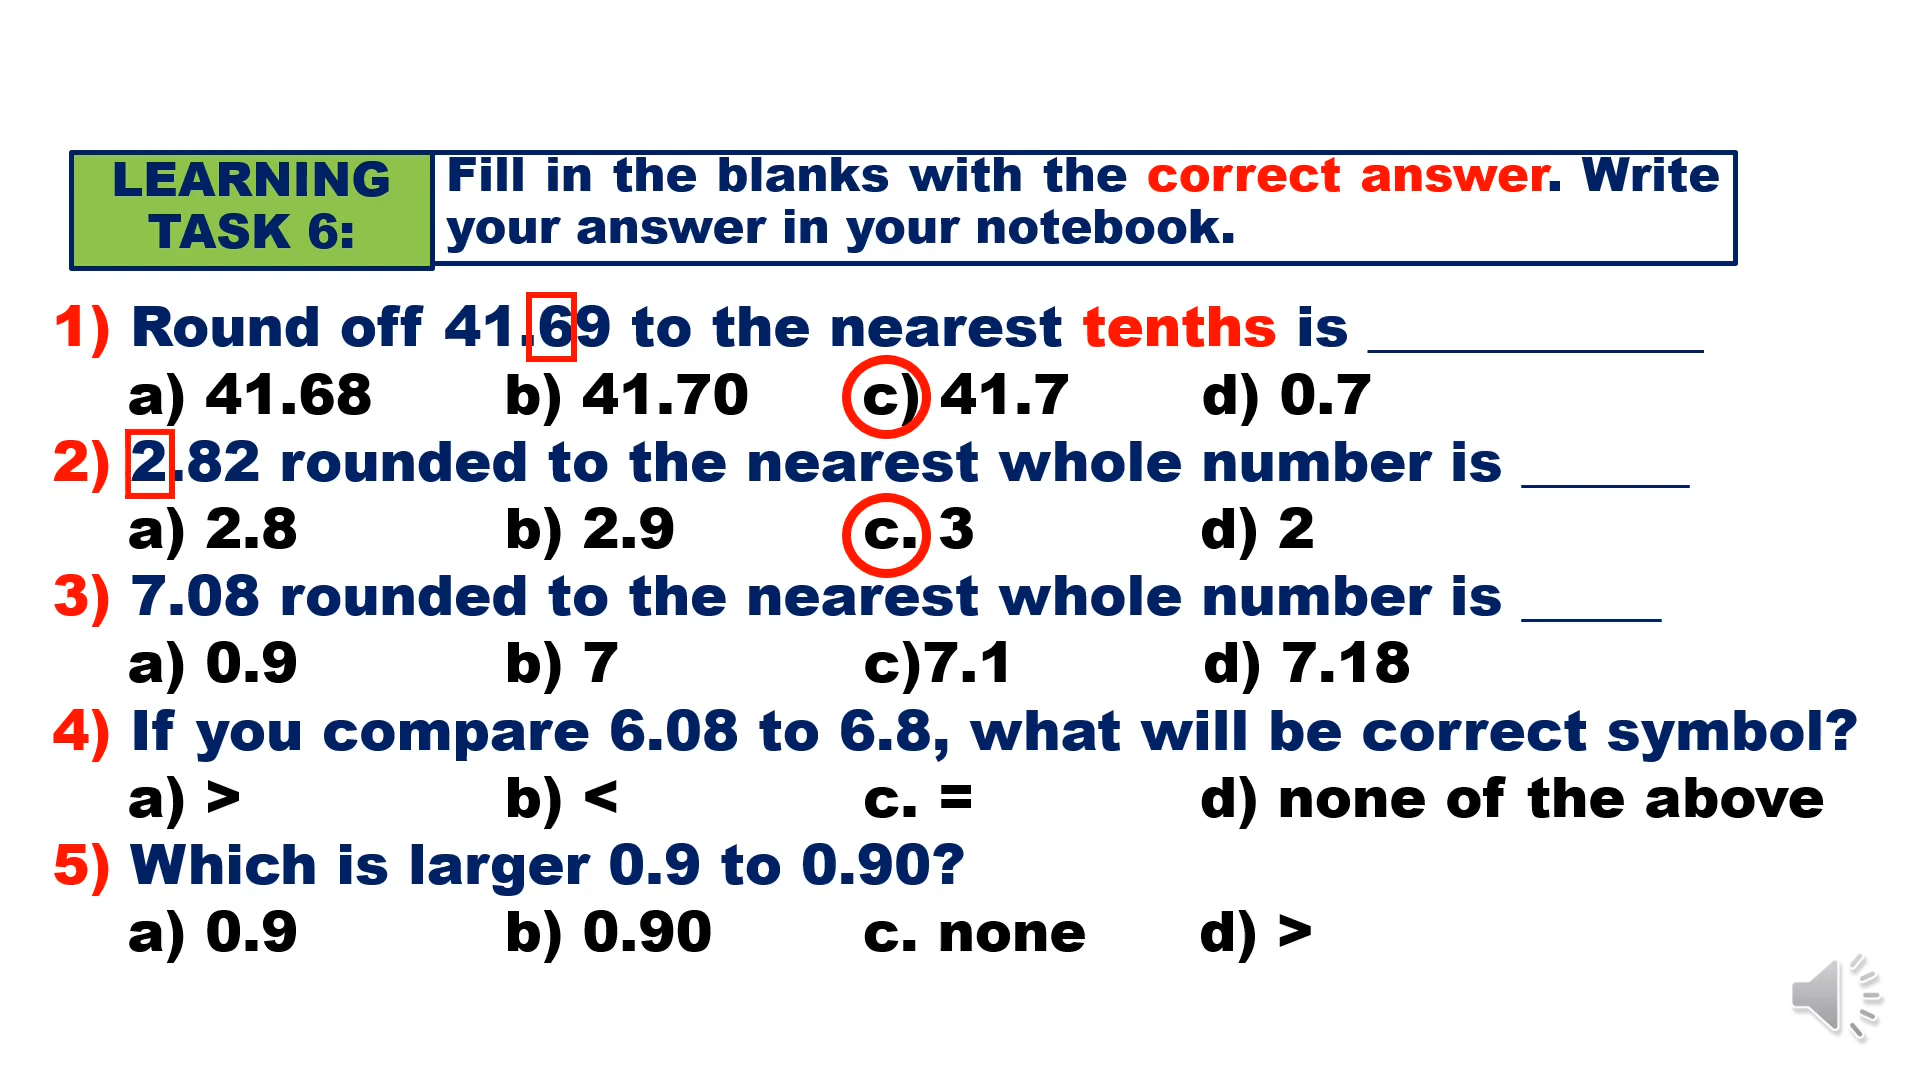 LEARNING
TASK 6:
Fill in the blanks with the correct answer. Write
your answer in your notebook.
1) Round off 41.69 to the nearest tenths is ____________
a) 41.68 b) 41.70 c) 41.7 d) 0.7
2) 2.82 rounded to the nearest whole number is ______
a) 2.8 b) 2.9 c. 3 d) 2
3) 7.08 rounded to the nearest whole number is _____
a) 0.9 b) 7 c)7.1 d) 7.18
4) If you compare 6.08 to 6.8, what will be correct symbol?
a) > b) < c. = d) none of the above
5) Which is larger 0.9 to 0.90?
a) 0.9 b) 0.90 c. none d) >